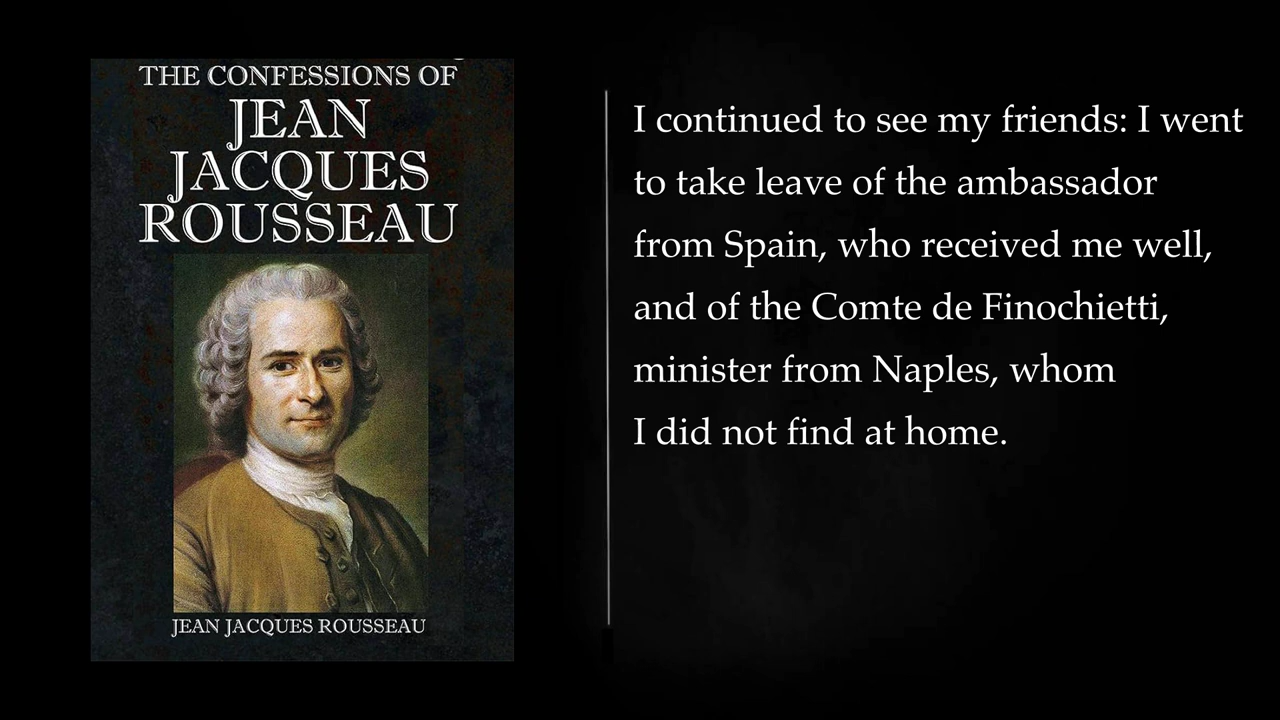 THE CONFESSIONS OF
JEAN
JACQUES
ROUSSEAU
JEAN JACQUES ROUSSEAU
I continued to see my friends: I went
to take leave of the ambassador
from Spain, who received me well,
and of the Comte de Finochietti,
minister from Naples, whom
I did not find at home.